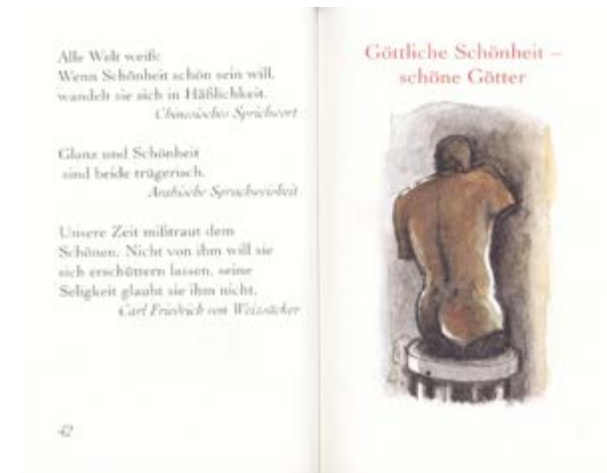 Alle Welt weiß:
Wenn Schönheit schön sein will,
wandelt sie sich in Häßlichkeit.
Chinesisches Sprichwort
Glanz und Schönheit
sind beide trügerisch.
Arabische Spruchweisheit
Unsere Zeit mißtraut dem
Schönen. Nicht von ihm will sie
sich erschüttern lassen, seine
Seligkeit glaubt sie ihm nicht.
Carl Friedrich von Weizsäcker
42
Göttliche Schönheit –
schöne Götter